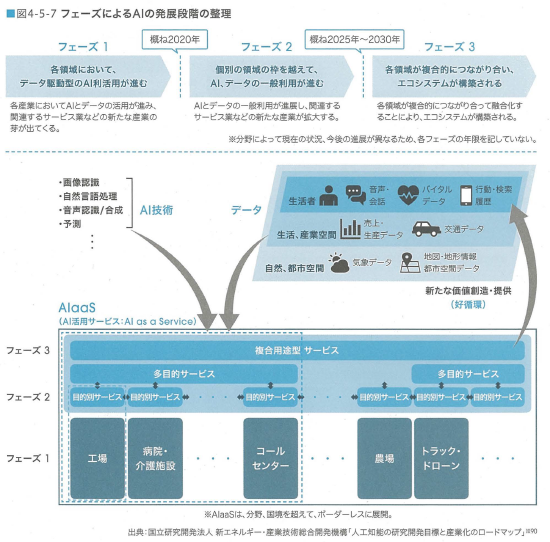 ■図4-5-7 フェーズによるAIの発展段階の整理
フェーズ 1
概ね2020年
フェーズ 2
概ね2025年〜2030年
フェーズ 3
各領域において、
データ駆動型のAI利活用が進む
個別の領域の枠を越えて、
AI、データの一般利用が進む
各領域が複合的につながり合い、
エコシステムが構築される
各産業においてAIとデータの活用が進み、
関連するサービス業などの新たな産業の
芽が出てくる。
AIとデータの一般利用が進展し、関連する
サービス業などの新たな産業が拡大する。
各領域が複合的につながり合って融合化す
ることにより、エコシステムが構築される。
※分野によって現在の状況、今後の進展が異なるため、各フェーズの年限を記していない。
・画像認識
・自然言語処理
・音声認識/合成
・予測
AI技術
データ
生活者
音声・
会話
バイタル
データ
行動・検索
履歴
生活、産業空間
売上・
生産データ
交通データ
自然、都市空間
気象データ
地図・地形情報
都市空間データ
新たな価値創造・提供
（好循環）
AIaaS
（AI活用サービス：AI as a Service）
フェーズ 3
複合用途型 サービス
多目的サービス
多目的サービス
フェーズ 2
目的別サービス
目的別サービス
目的別サービス
目的別サービス
目的別サービス
目的別サービス
フェーズ 1
工場
病院・
介護施設
コール
センター
農場
トラック・
ドローン
※AIaaSは、分野、国境を超えて、ボーダーレスに展開。
出典：国立研究開発法人 新エネルギー・産業技術総合開発機構「人工知能の研究開発目標と産業化のロードマップ」※90